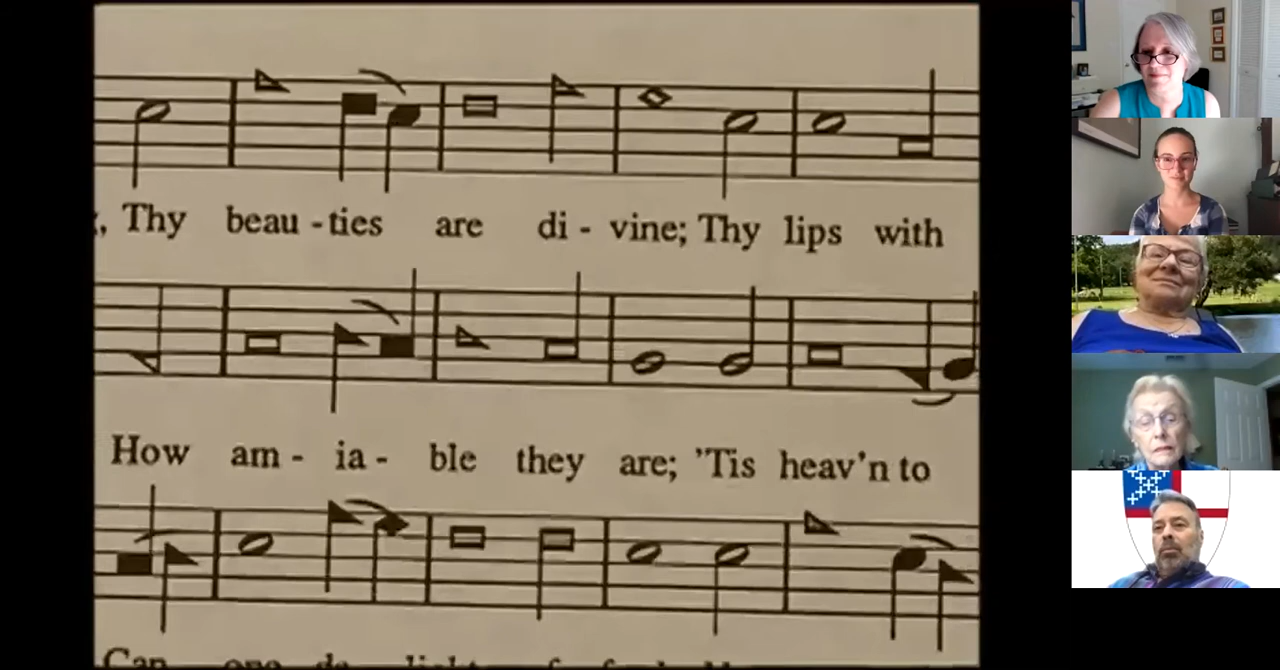 Thy beau - ties are di - vine; Thy lips with
How am - ia - ble they are; 'Tis heav'n to